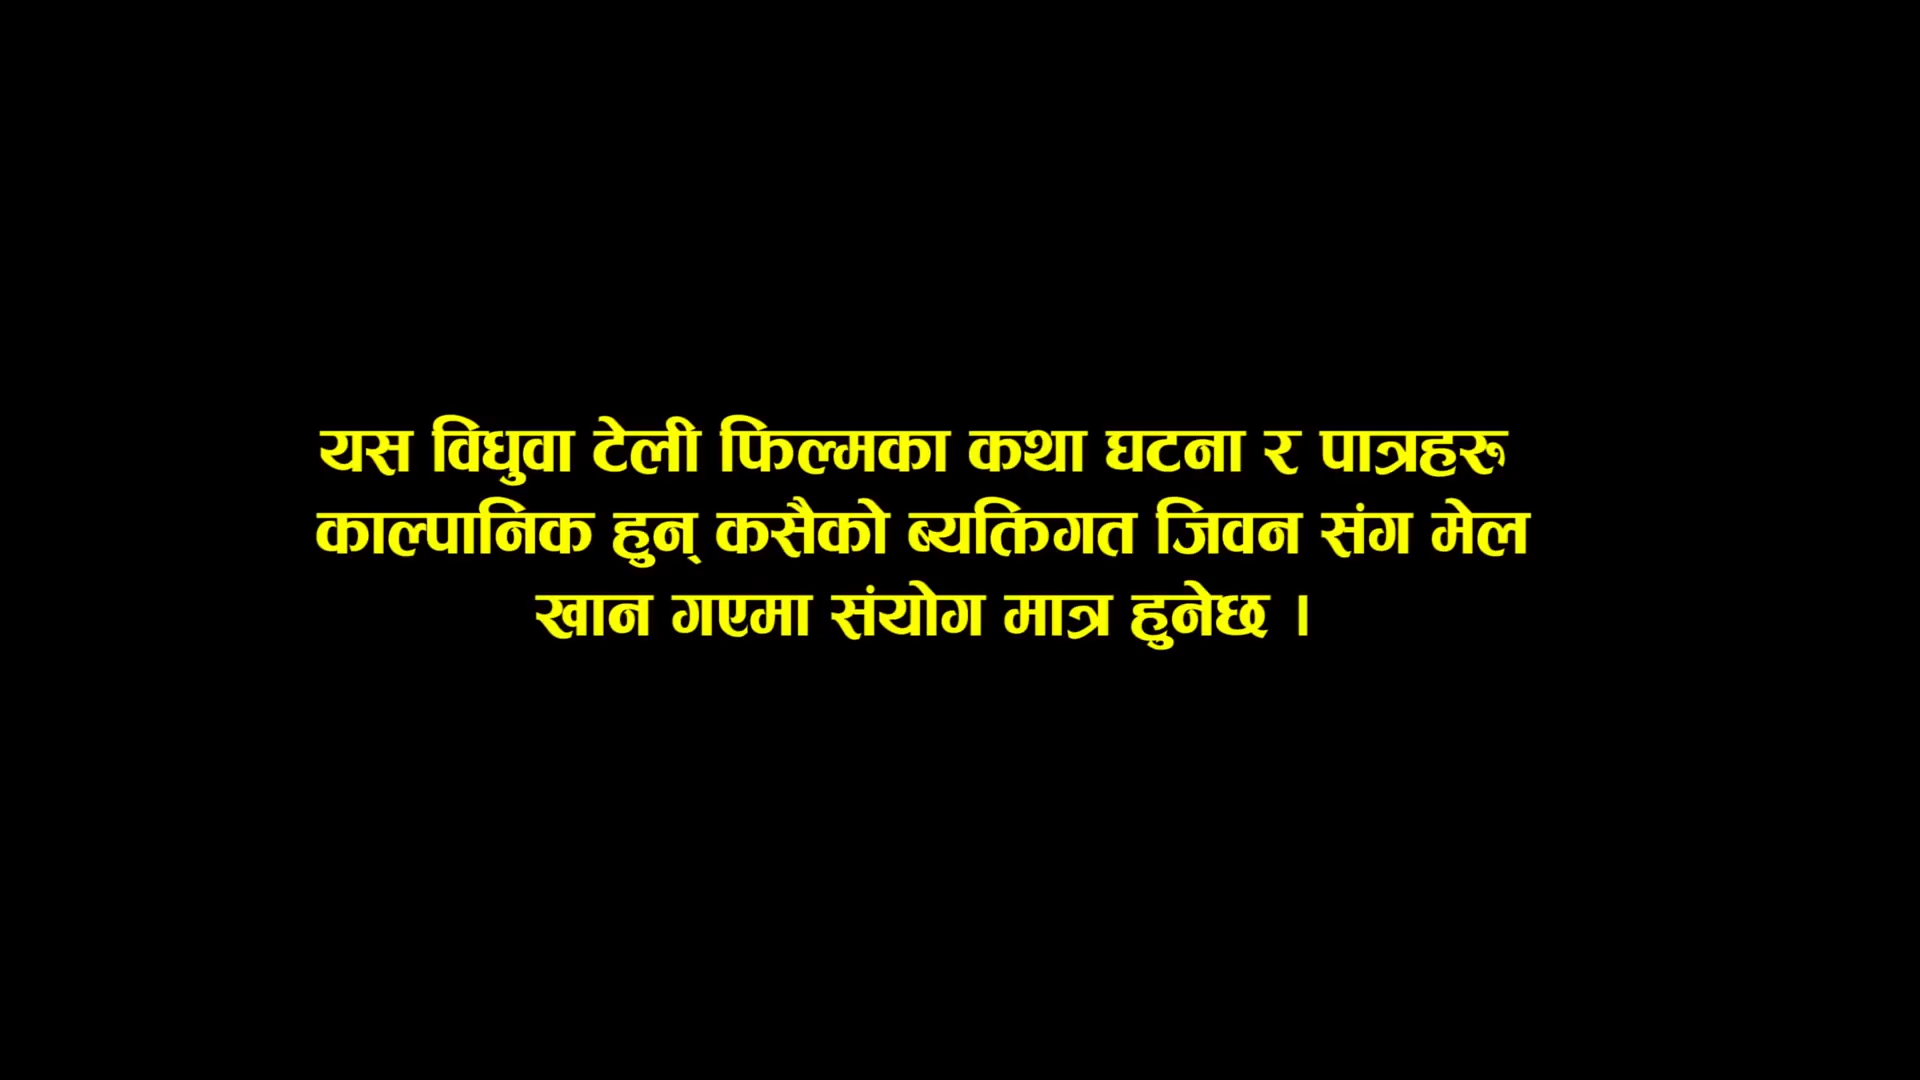 यस विधुवा टेली फिल्मका कथा घटना र पात्रहरु
काल्पानिक हुन् कसैको ब्यक्तिगत जिवन संग मेल
खान गएमा संयोग मात्र हुनेछ ।